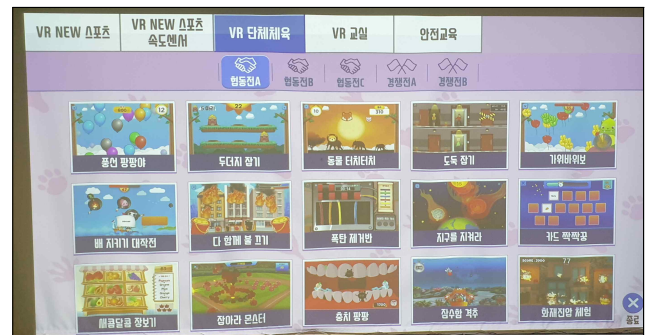 VR NEW 스포츠
VR NEW 스포츠
속도센서
VR 단체체육
VR 교실
안전교육
협동전A
협동전B
협동전C
경쟁전A
경쟁전B
풍선 팡팡야
두더지 잡기
동물 터치터치
도둑 잡기
가위바위보
배 지키기 대작전
다 함께 불 끄기
폭탄 제거반
지구를 지켜라
카드 짝짝꿍
새콤달콤 장보기
잡아라 몬스터
충치 팡팡
잠수함 격추
화재진압 체험
종료